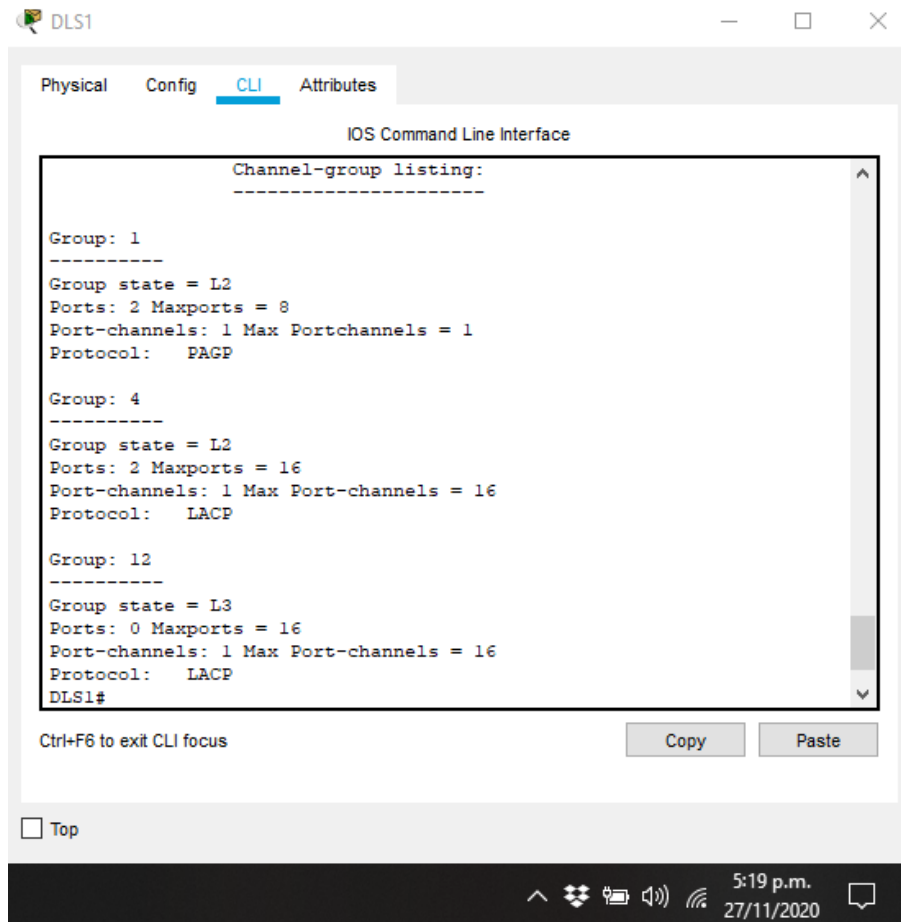 DLS1
Physical Config CLI Attributes
IOS Command Line Interface
Channel-group listing:
----------------------
Group: 1
----------
Group state = L2
Ports: 2 Maxports = 8
Port-channels: 1 Max Portchannels = 1
Protocol: PAGP
Group: 4
----------
Group state = L2
Ports: 2 Maxports = 16
Port-channels: 1 Max Port-channels = 16
Protocol: LACP
Group: 12
----------
Group state = L3
Ports: 0 Maxports = 16
Port-channels: 1 Max Port-channels = 16
Protocol: LACP
DLS1#
Ctrl+F6 to exit CLI focus
Copy
Paste
Top
5:19 p.m.
27/11/2020